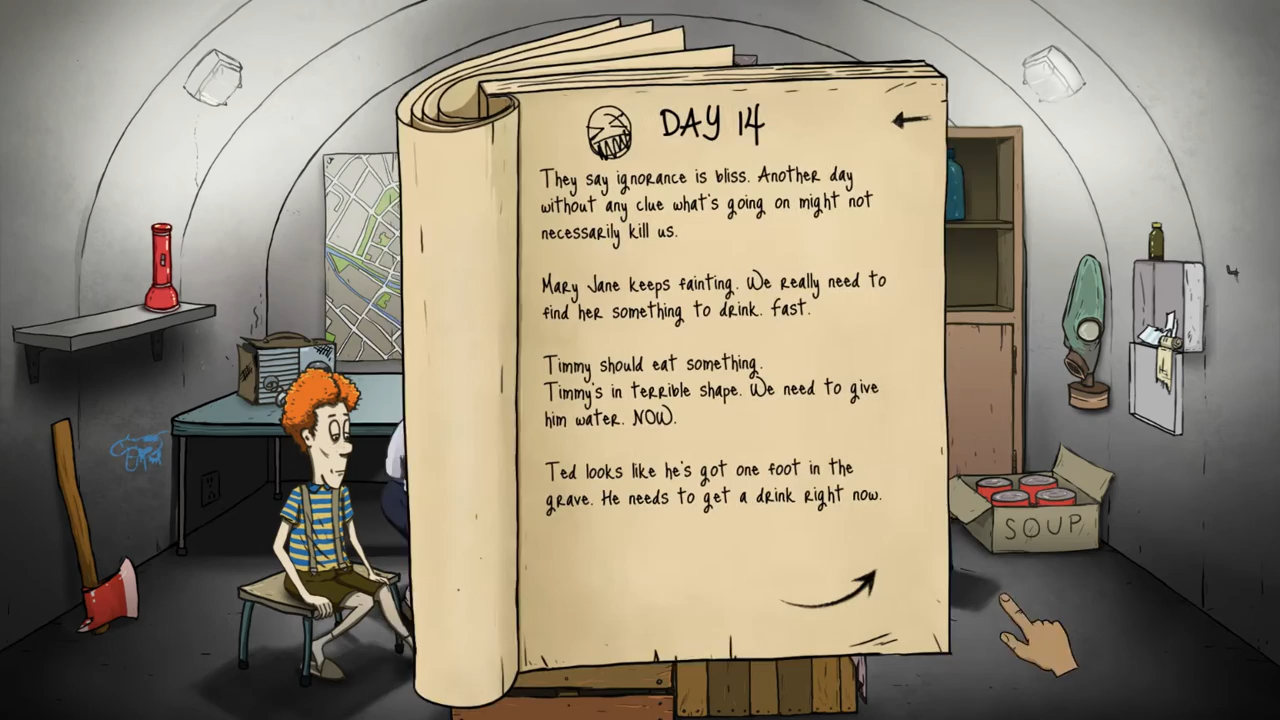 DAY 14
They say ignorance is bliss. Another day
without any clue what's going on might not
necessarily kill us.
Mary Jane keeps fainting. We really need to
find her something to drink. Fast.
Timmy should eat something.
Timmy's in terrible shape. We need to give
him water. NOW.
Ted looks like he's got one foot in the
grave. He needs to get a drink right now.
SOUP